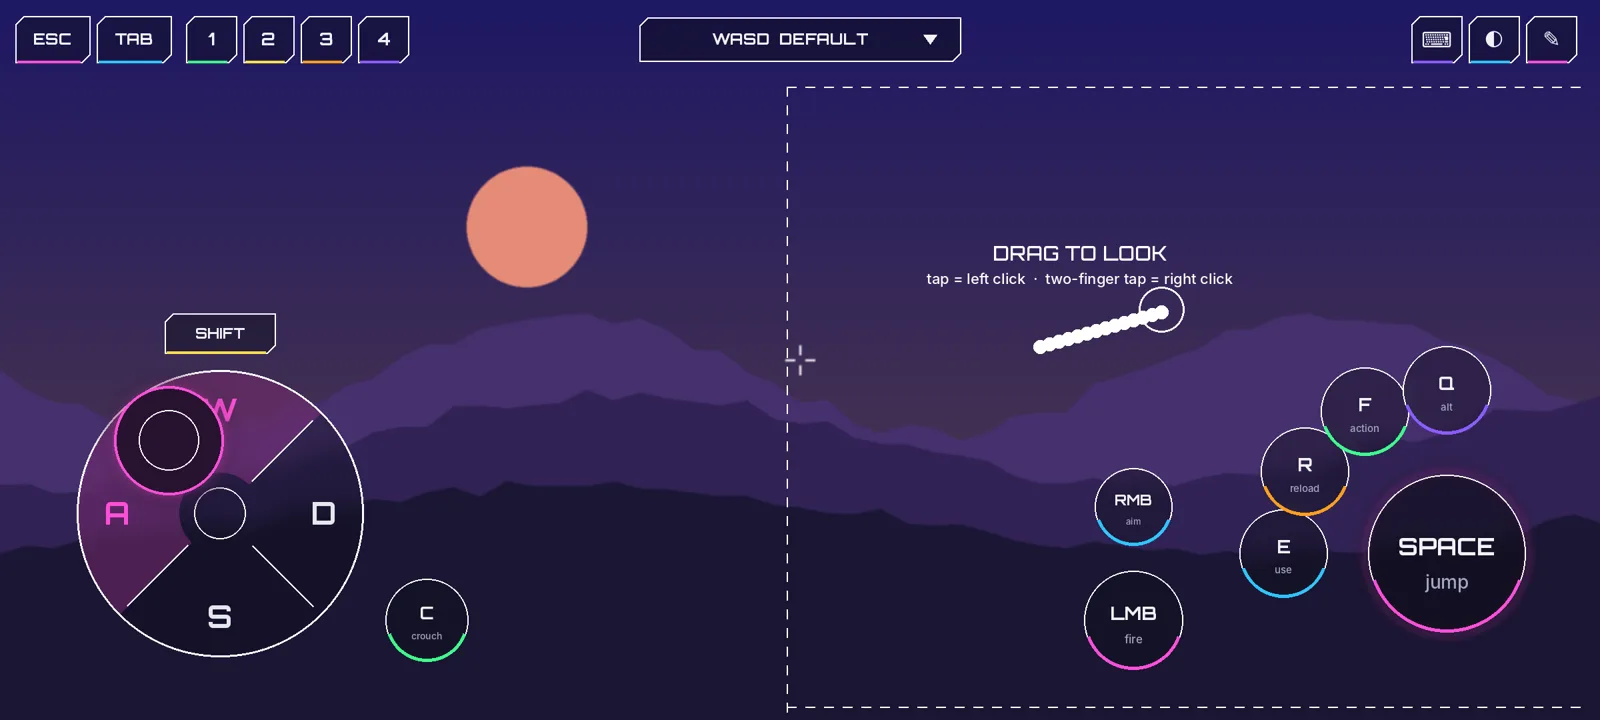 ESC
TAB
1
2
3
4
WASD DEFAULT
DRAG TO LOOK
tap = left click · two-finger tap = right click
SHIFT
W
A
D
S
C
crouch
Q
alt
F
action
R
reload
RMB
aim
E
use
SPACE
jump
LMB
fire